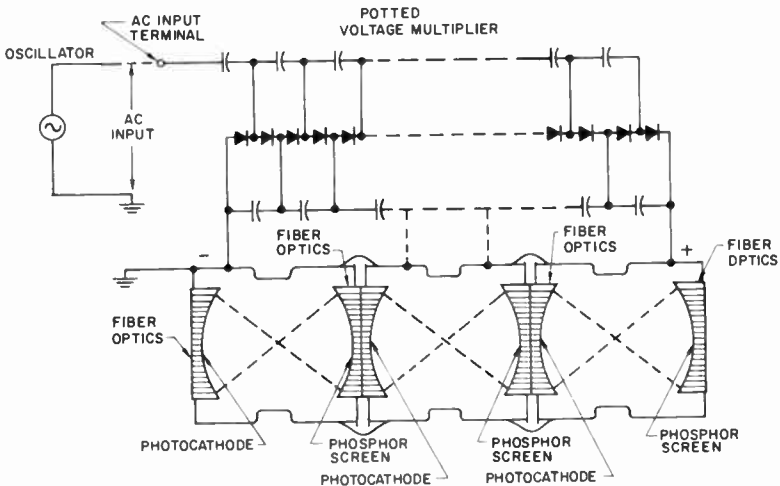 POTTED
VOLTAGE MULTIPLIER
AC INPUT
TERMINAL
OSCILLATOR
AC
INPUT
-
FIBER
OPTICS
FIBER
OPTICS
+
FIBER
DPTICS
FIBER
OPTICS
PHOTOCATHODE
PHOSPHOR
SCREEN
PHOTOCATHODE
PHOSPHOR
SCREEN
PHOTOCATHODE
PHOSPHOR
SCREEN